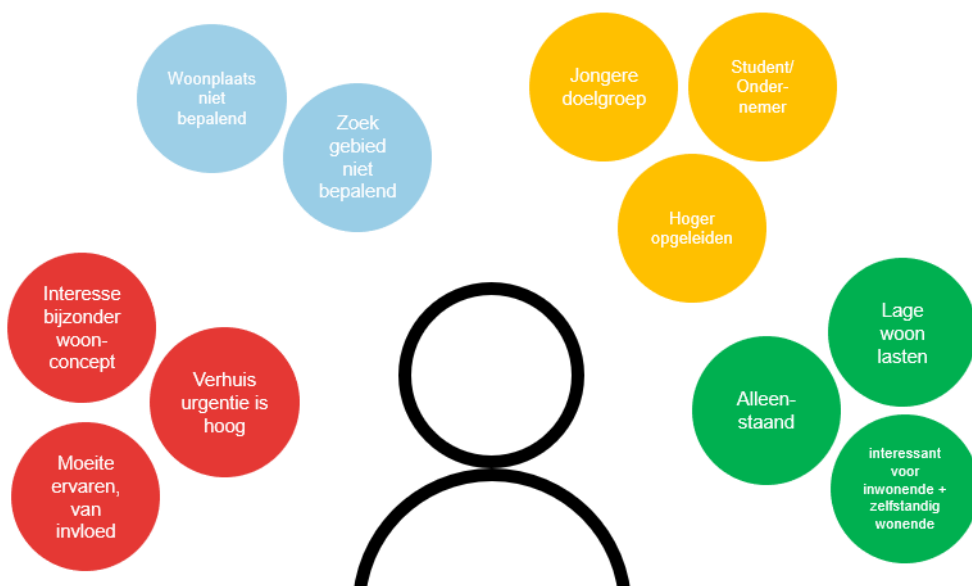 Woonplaats
niet
bepalend
Zoek
gebied
niet
bepalend
Jongere
doelgroep
Student/
Onder-
nemer
Hoger
opgeleiden
Interesse
bijzonder
woon-
concept
Verhuis
urgentie is
hoog
Moeite
ervaren,
van
invloed
Lage
woon
lasten
Alleen-
staand
interessant
voor
inwonende +
zelfstandig
wonende